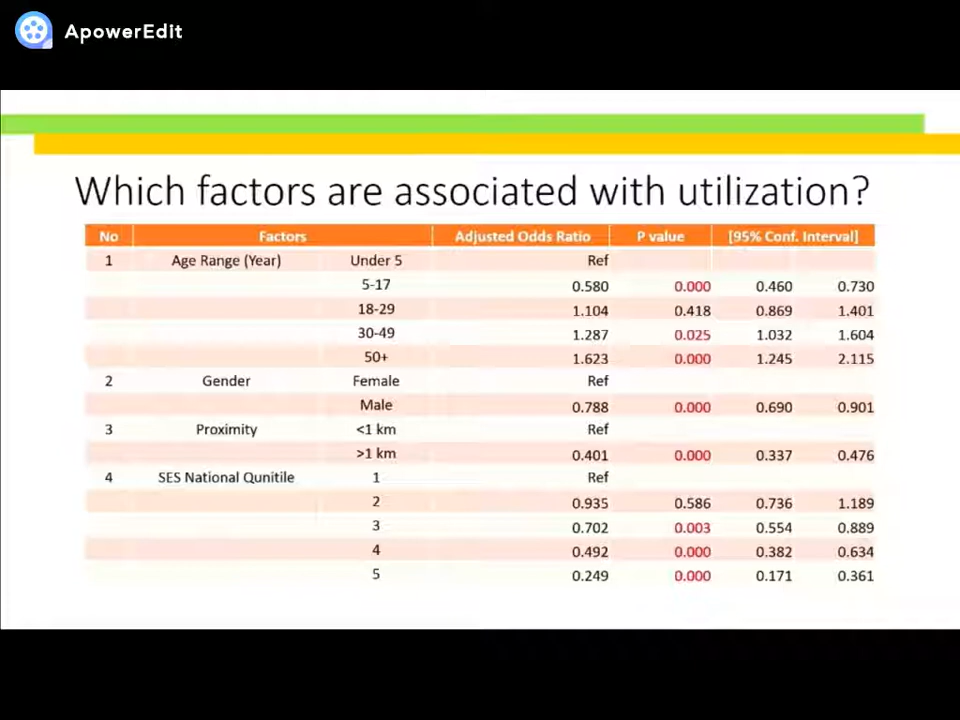 ApowerEdit
Which factors are associated with utilization?
No Factors Adjusted Odds Ratio P value [95% Conf. Interval]
1 Age Range (Year) Under 5 Ref
5-17 0.580 0.000 0.460 0.730
18-29 1.104 0.418 0.869 1.401
30-49 1.287 0.025 1.032 1.604
50+ 1.623 0.000 1.245 2.115
2 Gender Female Ref
Male 0.788 0.000 0.690 0.901
3 Proximity <1 km Ref
>1 km 0.401 0.000 0.337 0.476
4 SES National Qunitile 1 Ref
2 0.935 0.586 0.736 1.189
3 0.702 0.003 0.554 0.889
4 0.492 0.000 0.382 0.634
5 0.249 0.000 0.171 0.361